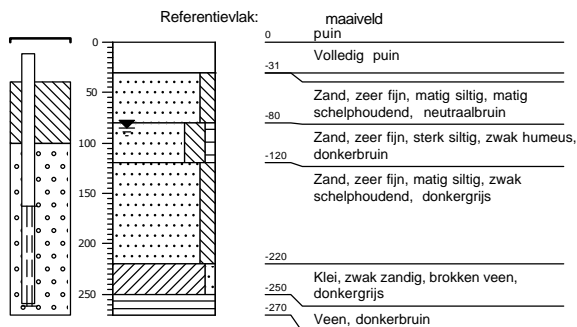 Referentievlak: maaiveld
0 puin
0
Volledig puin
-31
50
Zand, zeer fijn, matig siltig, matig
schelphoudend, neutraalbruin
-80
100
Zand, zeer fijn, sterk siltig, zwak humeus,
donkerbruin
-120
150
Zand, zeer fijn, matig siltig, zwak
schelphoudend, donkergrijs
200
-220
250
Klei, zwak zandig, brokken veen,
donkergrijs
-250
-270
Veen, donkerbruin